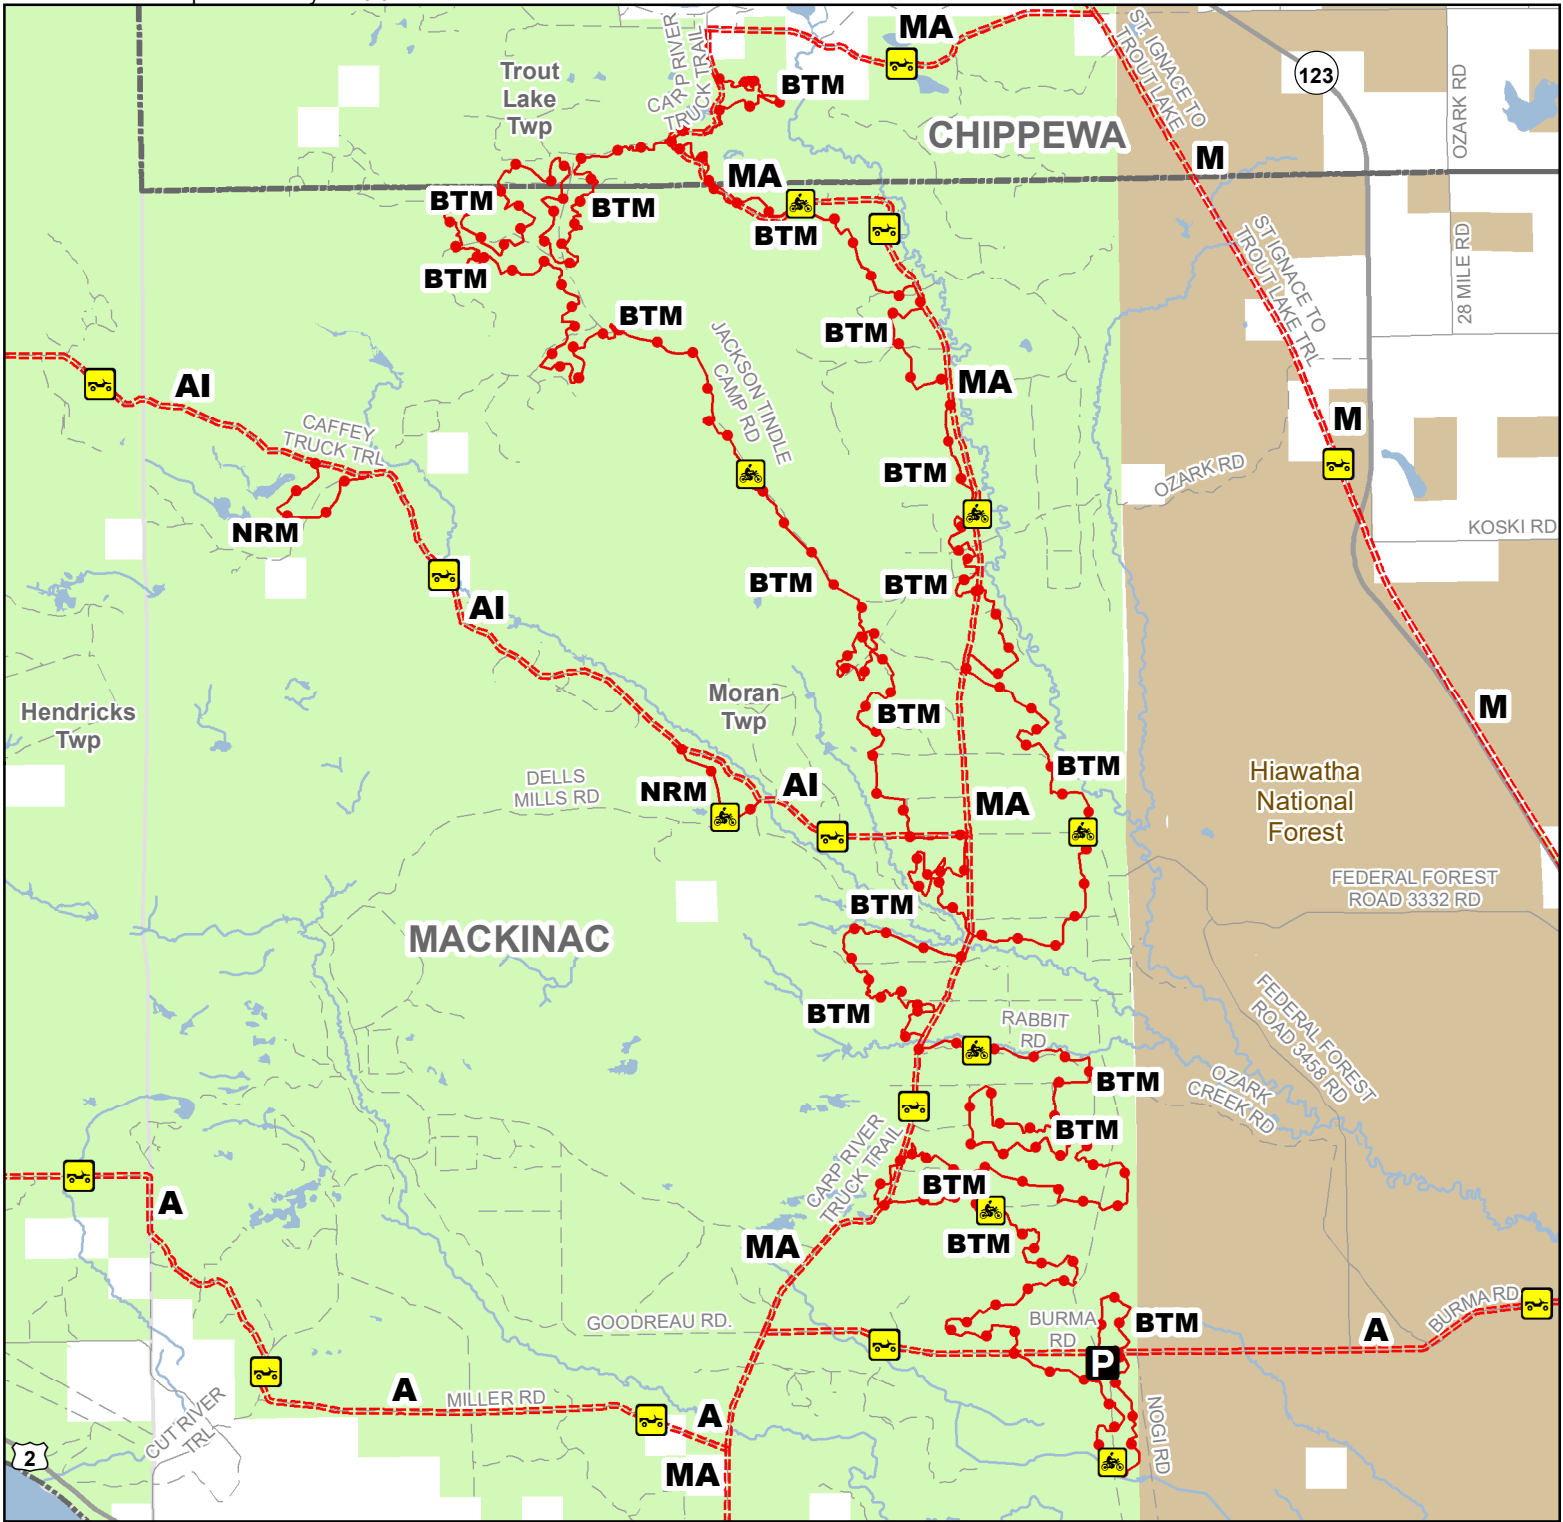 MA
CARP RIVER
TRUCK TRAIL
ST. IGNACE TO
TROUT LAKE
123
OZARK RD
Trout
Lake
Twp
BTM
CHIPPEWA
M
MA
BTM
BTM
BTM
BTM
ST IGNACE TO
TROUT LAKE TRL
28 MILE RD
BTM
BTM
JACKSON TINDLE
CAMP RD
AI
MA
CAFFEY
TRUCK TRL
M
BTM
OZARK RD
NRM
KOSKI RD
BTM
BTM
AI
Hendricks
Twp
Moran
Twp
BTM
M
BTM
Hiawatha
National
Forest
DELLS
MILLS RD
NRM
AI
MA
FEDERAL FOREST
ROAD 3332 RD
BTM
MACKINAC
BTM
RABBIT
RD
FEDERAL FOREST
ROAD 3458 RD
BTM
OZARK
CREEK RD
BTM
CARP RIVER
TRUCK TRAIL
BTM
A
MA
BTM
GOODREAU RD.
BURMA
RD
BTM
A
BURMA RD
P
A
MILLER RD
A
CUT RIVER
TRL
NOGI RD
2
MA